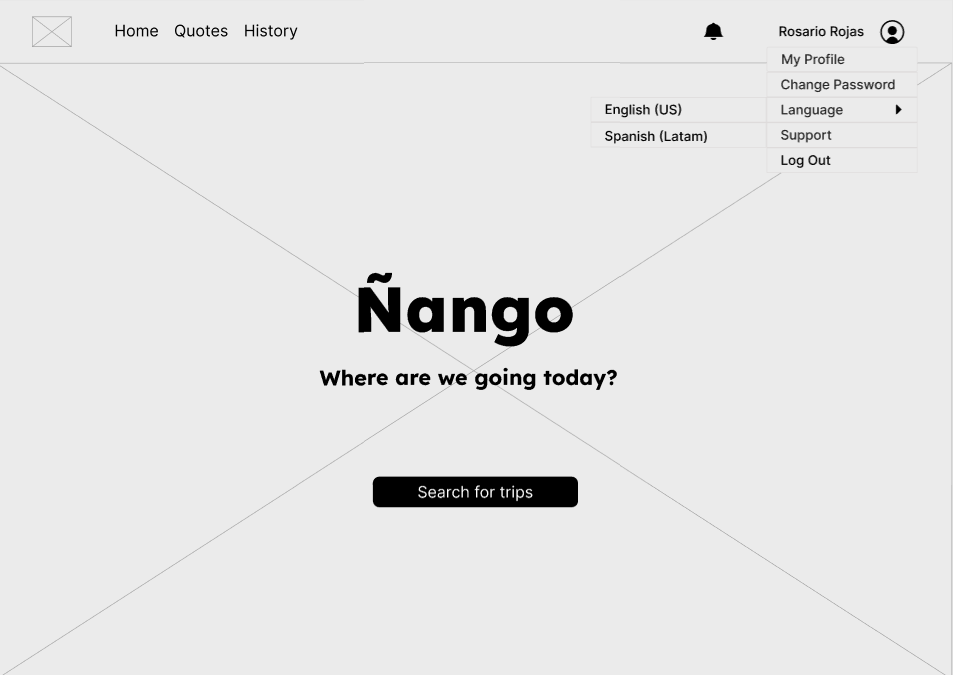 Home Quotes History Rosario Rojas
My Profile
Change Password
English (US) Language
Spanish (Latam) Support
Log Out
Ñango
Where are we going today?
Search for trips